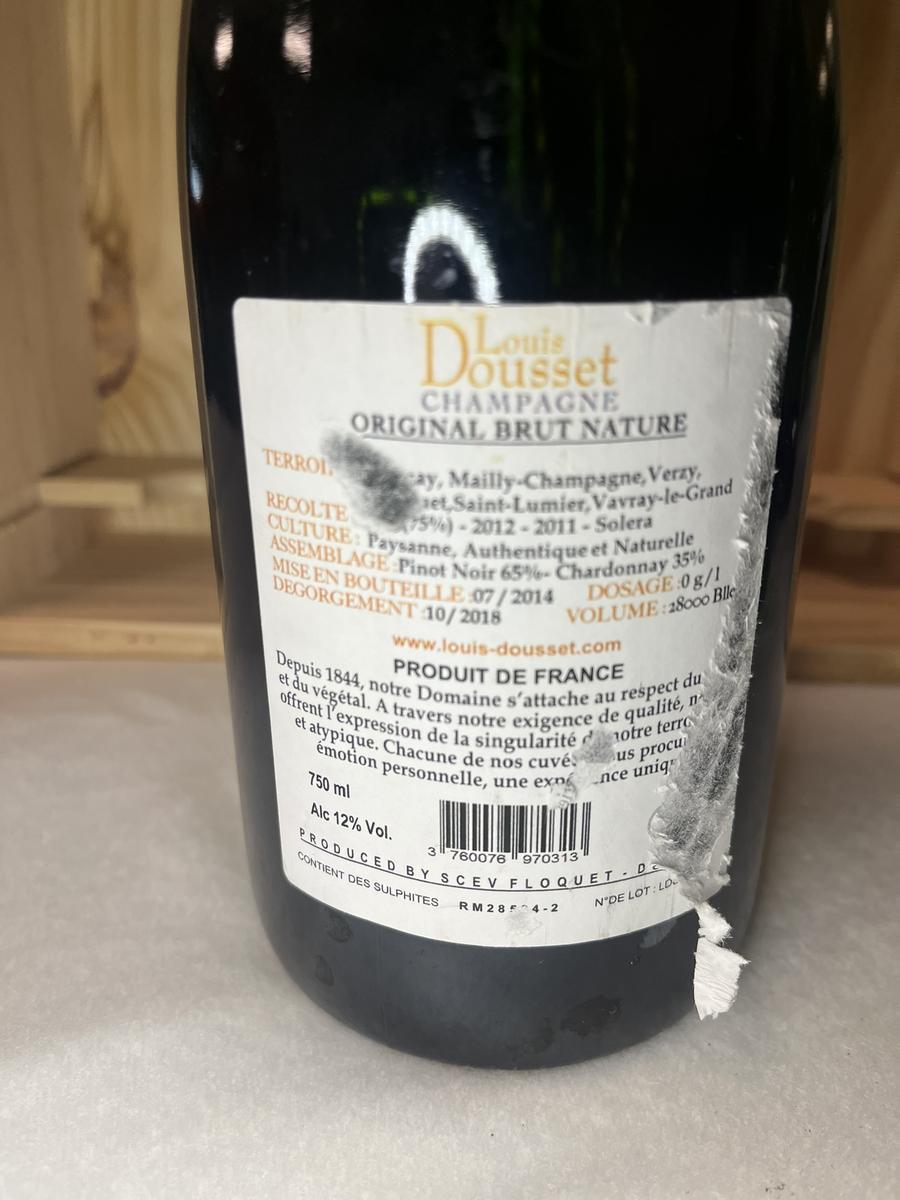 Louis
Dousset
CHAMPAGNE
ORIGINAL BRUT NATURE
Mailly-Champagne, Verzy,
Saint-Lumier, Vavray-le-Grand
RECOLTE (75%) - 2012 - 2011 - Solera
CULTURE : Paysanne, Authentique et Naturelle
ASSEMBLAGE : Pinot Noir 65% - Chardonnay 35%
MISE EN BOUTEILLE : 07/2014 DOSAGE : 0 g/l
DEGORGEMENT : 10/2018 VOLUME : 28000 Blle
www.louis-dousset.com
PRODUIT DE FRANCE
Depuis 1844, notre Domaine s'attache au respect du
et du végétal. A travers notre exigence de qualité,
offrent l'expression de la singularité notre
et atypique. Chacune de nos
émotion personnelle, une
750 ml
Alc 12% Vol.
3 760076 970313
PRODUCED BY SCEV FLOQUET -
CONTIENT DES SULPHITES N°DE LOT :